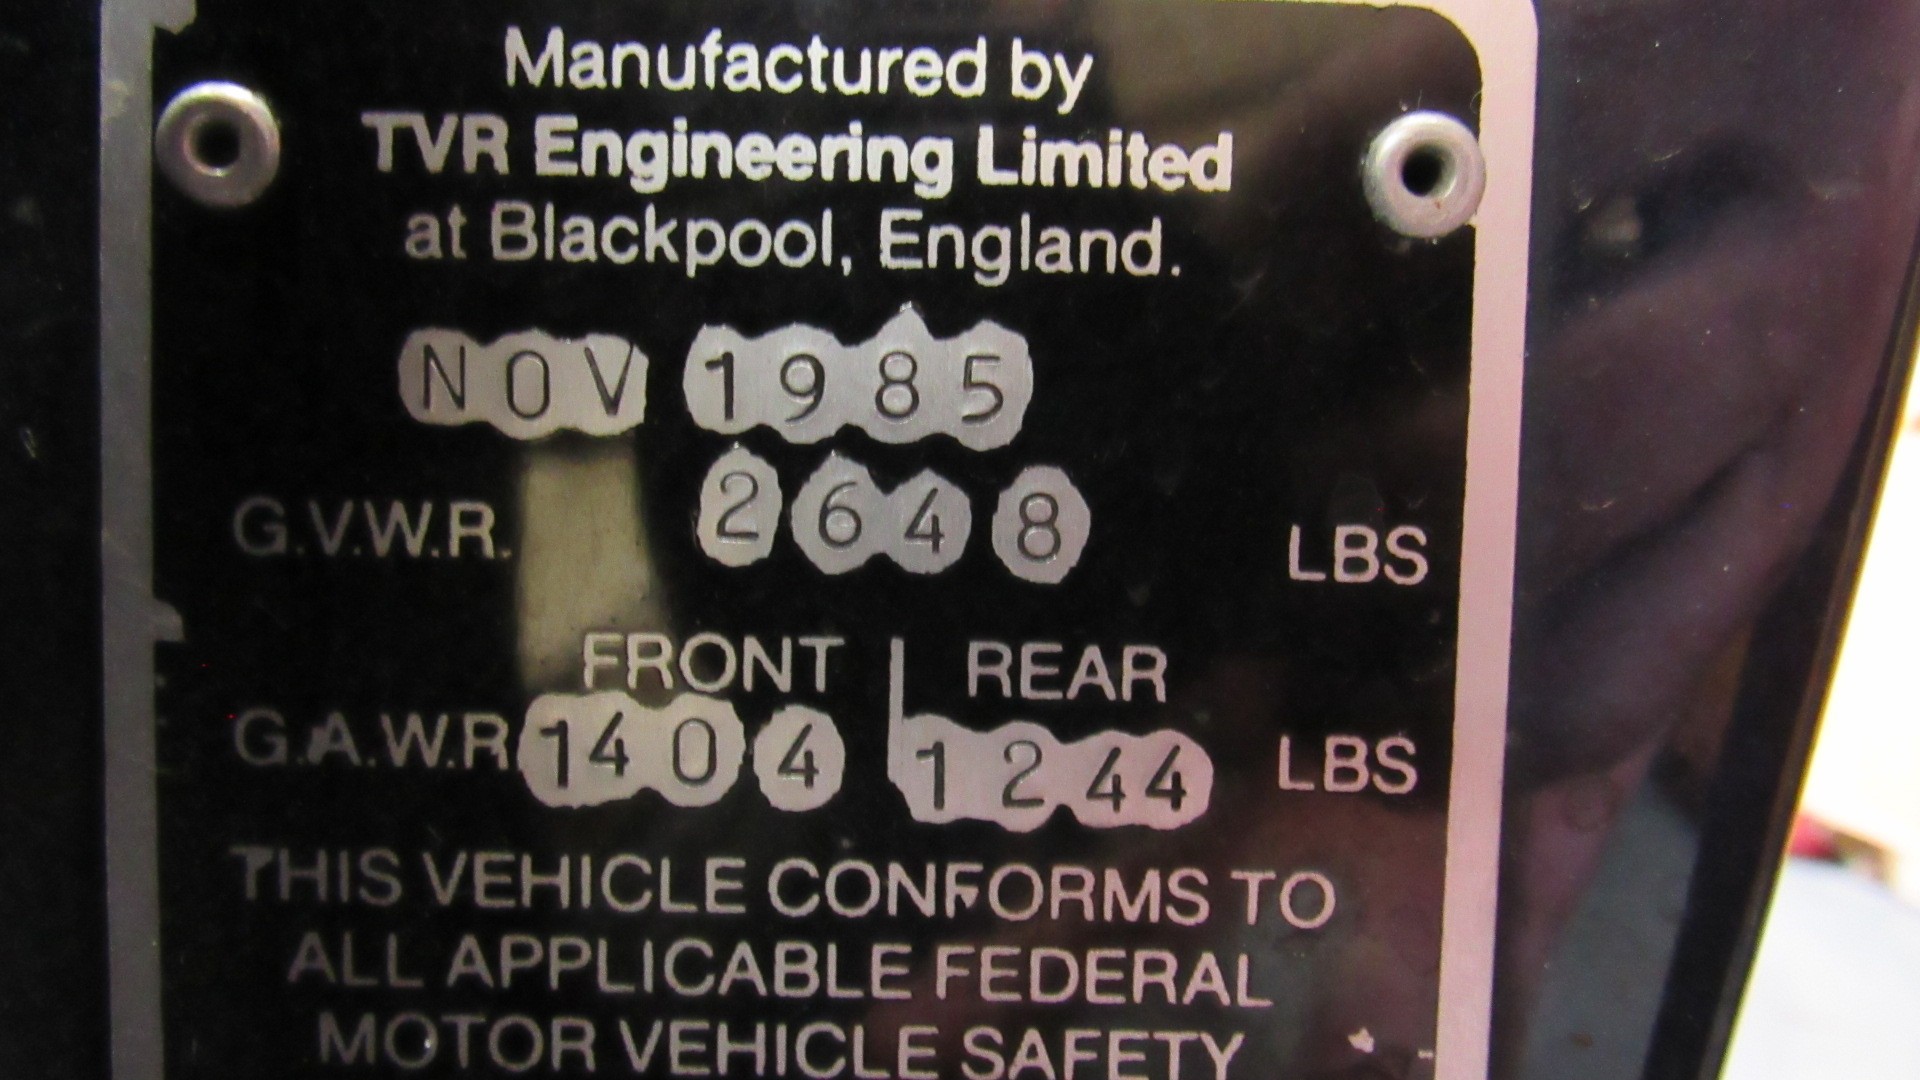 Manufactured by
TVR Engineering Limited
at Blackpool, England.
NOV 1985
G.V.W.R. 2648 LBS
FRONT REAR
G.A.W.R 1404 1244 LBS
THIS VEHICLE CONFORMS TO
ALL APPLICABLE FEDERAL
MOTOR VEHICLE SAFETY